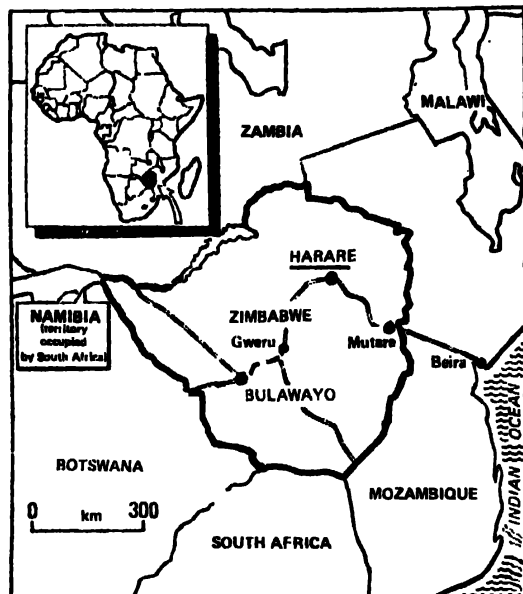 MALAWI
ZAMBIA
HARARE
NAMIBIA
(territory
occupied
by South Africa)
ZIMBABWE
Gweru
Mutare
Beira
BULAWAYO
BOTSWANA
MOZAMBIQUE
INDIAN OCEAN
0 km 300
SOUTH AFRICA